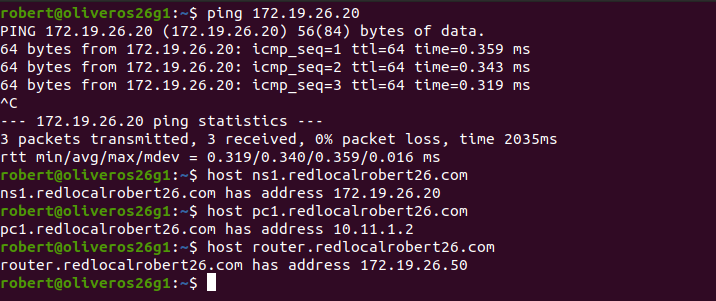 robert@oliveros26g1:~$ ping 172.19.26.20
PING 172.19.26.20 (172.19.26.20) 56(84) bytes of data.
64 bytes from 172.19.26.20: icmp_seq=1 ttl=64 time=0.359 ms
64 bytes from 172.19.26.20: icmp_seq=2 ttl=64 time=0.343 ms
64 bytes from 172.19.26.20: icmp_seq=3 ttl=64 time=0.319 ms
^C
--- 172.19.26.20 ping statistics ---
3 packets transmitted, 3 received, 0% packet loss, time 2035ms
rtt min/avg/max/mdev = 0.319/0.340/0.359/0.016 ms
robert@oliveros26g1:~$ host ns1.redlocalrobert26.com
ns1.redlocalrobert26.com has address 172.19.26.20
robert@oliveros26g1:~$ host pc1.redlocalrobert26.com
pc1.redlocalrobert26.com has address 10.11.1.2
robert@oliveros26g1:~$ host router.redlocalrobert26.com
router.redlocalrobert26.com has address 172.19.26.50
robert@oliveros26g1:~$